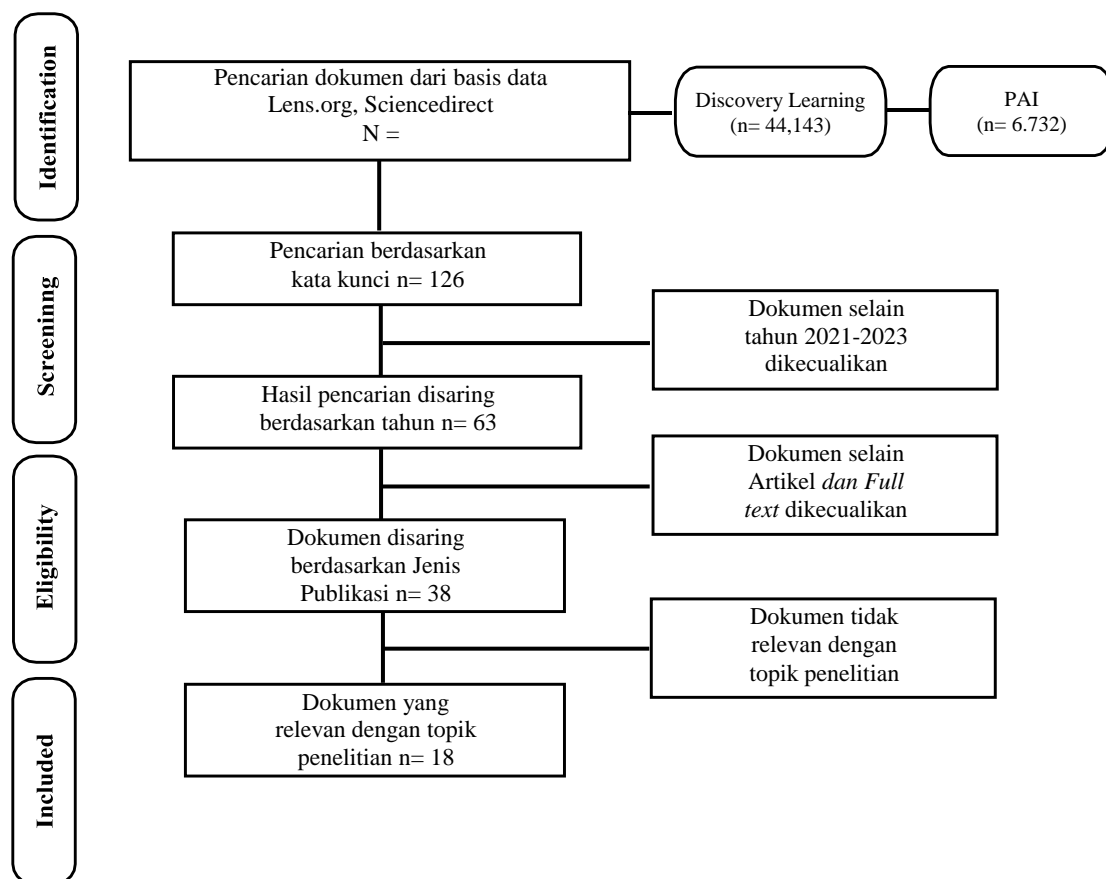 Identification
Pencarian dokumen dari basis data
Lens.org, Sciencedirect
N =
Discovery Learning
(n= 44,143)
PAI
(n= 6.732)
Screeninng
Pencarian berdasarkan
kata kunci n= 126
Dokumen selain
tahun 2021-2023
dikecualikan
Hasil pencarian disaring
berdasarkan tahun n= 63
Eligibility
Dokumen selain
Artikel dan Full
text dikecualikan
Dokumen disaring
berdasarkan Jenis
Publikasi n= 38
Dokumen tidak
relevan dengan
topik penelitian
Included
Dokumen yang
relevan dengan topik
penelitian n= 18